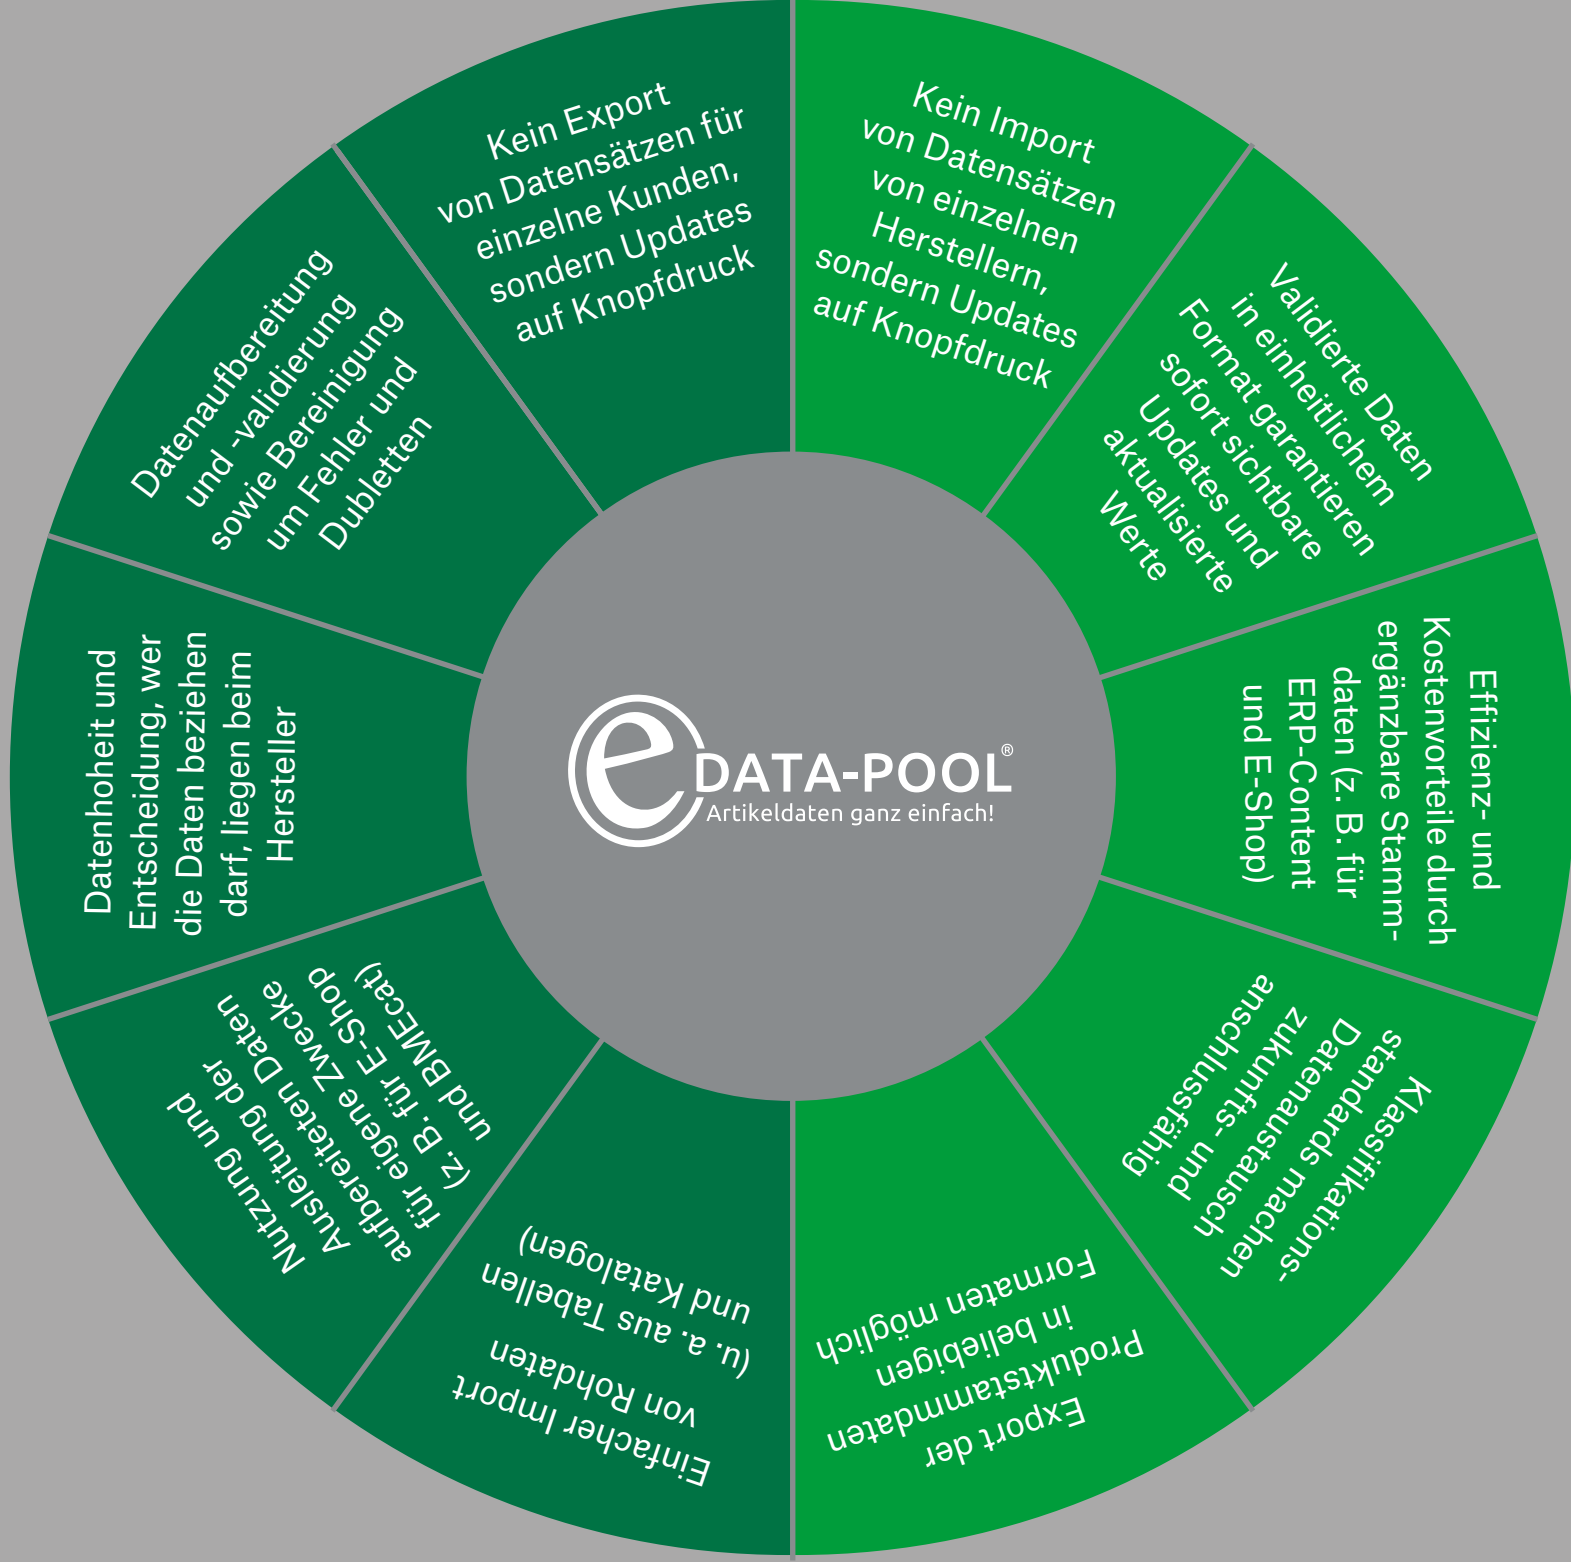 Kein Export
von Datensätzen für
einzelne Kunden,
sondern Updates
auf Knopfdruck
Kein Import
von Datensätzen
von einzelnen
Herstellern,
sondern Updates
auf Knopfdruck
Validierte Daten
in einheitlichem
Format garantieren
sofort sichtbare
Updates und
aktualisierte
Werte
Effizienz- und
Kostenvorteile durch
ergänzbare Stamm-
daten (z. B. für
ERP-Content
und E-Shop)
Klassifikations-
standards machen
Datenaustausch
zukunfts- und
anschlussfähig
Export der
Produktstammdaten
in beliebigen
Formaten möglich
Einfacher Import
von Rohdaten
(u. a. aus Tabellen
und Katalogen)
Nutzung und
Ausleitung der
aufbereiteten Daten
für eigene Zwecke
(z. B. für E-Shop
und BMEcat)
Datenhoheit und
Entscheidung, wer
die Daten beziehen
darf, liegen beim
Hersteller
Datenaufbereitung
und -validierung
sowie Bereinigung
um Fehler und
Dubletten
e DATA-POOL®
Artikeldaten ganz einfach!